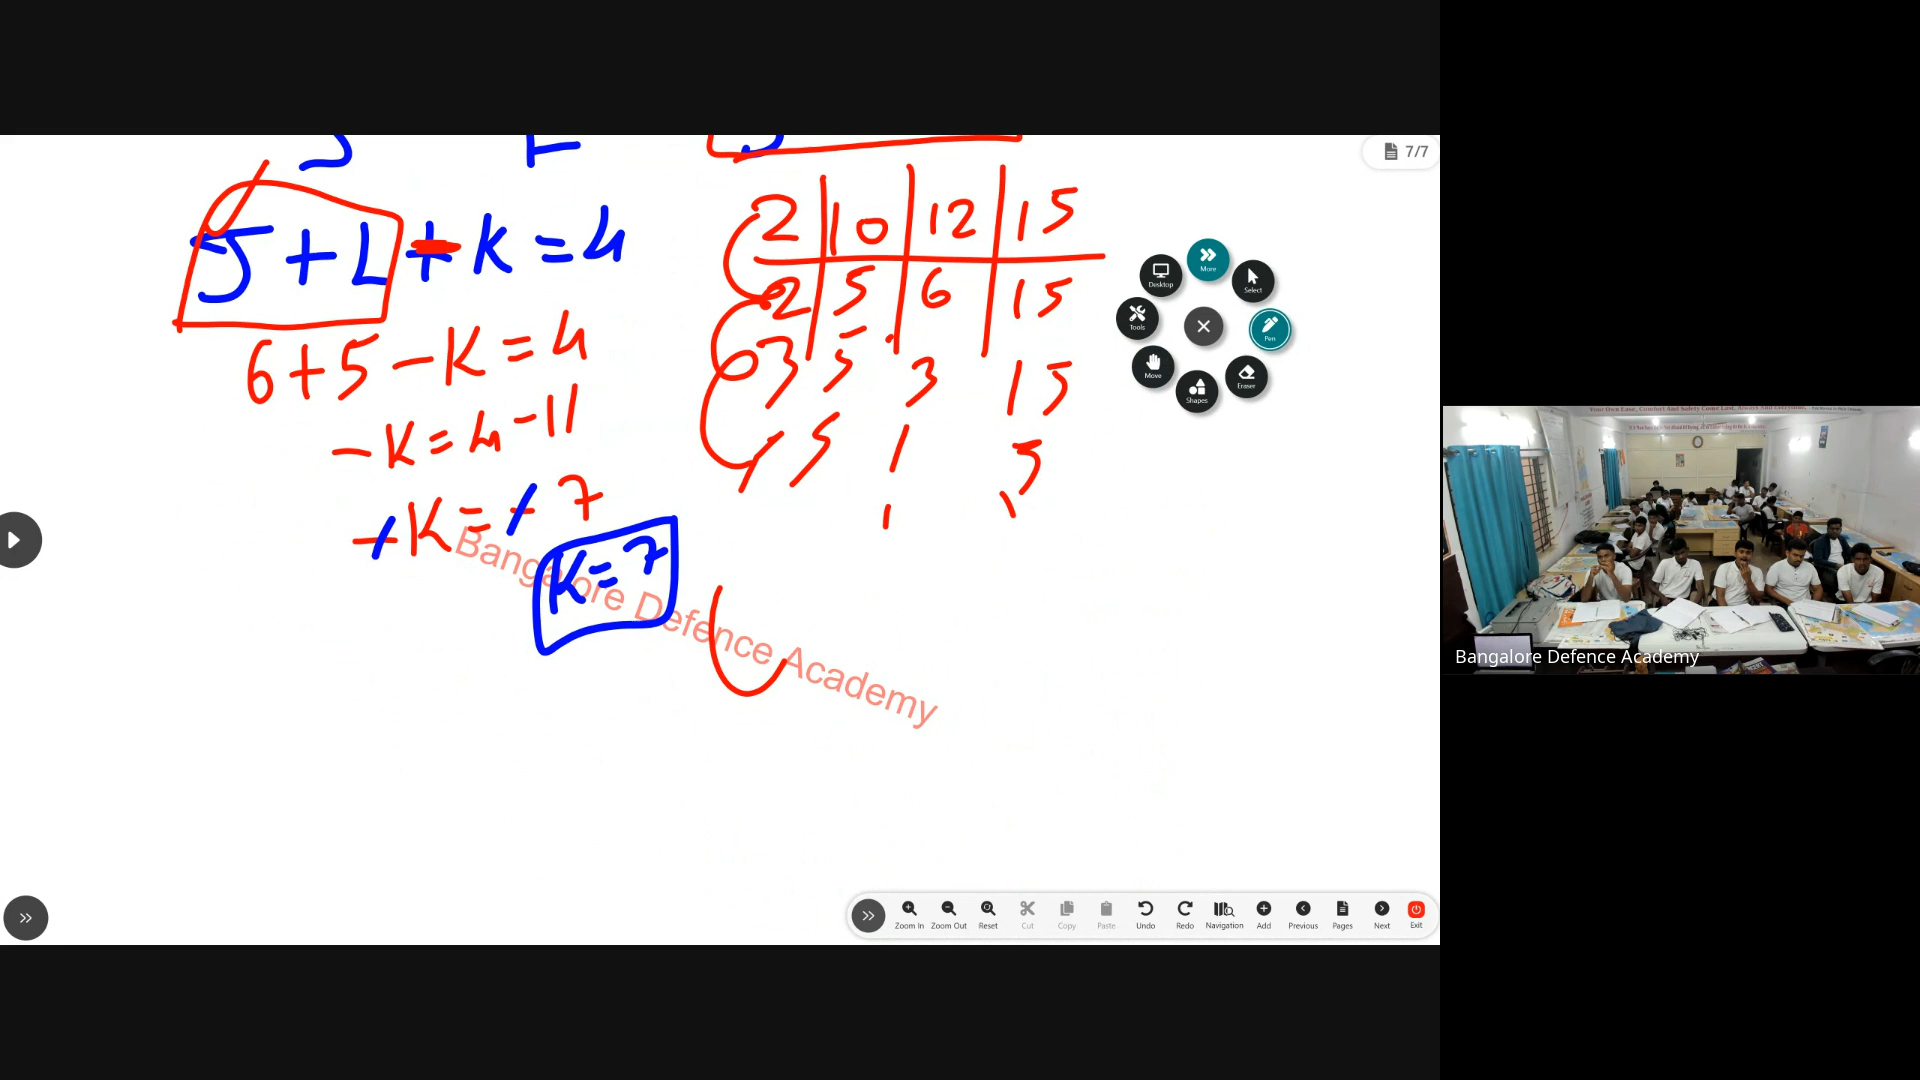 7/7
J + L - K = 4
6 + 5 - K = 4
- K = 4 - 11
- K = - 7
K = 7
2 10 12 15
2 5 6 15
3 5 3 15
5 1 5
1 1
Bangalore Defence Academy
More
Desktop
Select
Tools
Pen
Move
Eraser
Shapes
Zoom In Zoom Out Reset Cut Copy Paste Undo Redo Navigation Add Previous Pages Next Exit
Bangalore Defence Academy